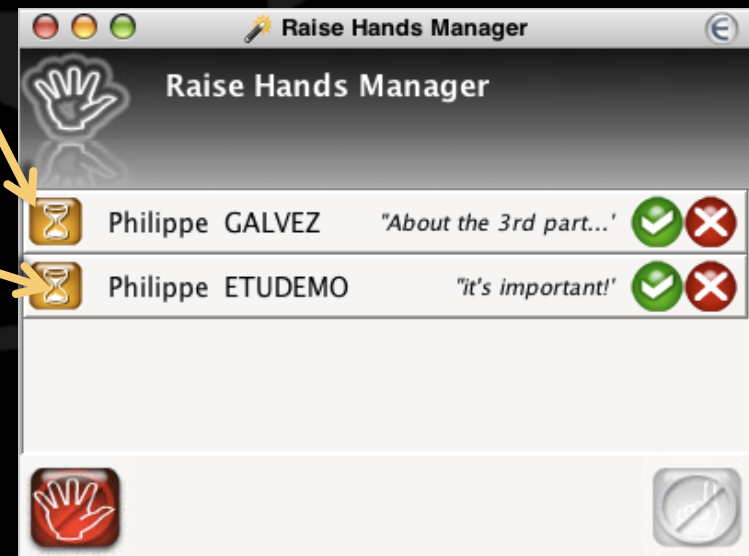 Raise Hands Manager
Raise Hands Manager
Philippe GALVEZ "About the 3rd part...'
Philippe ETUDEMO "it's important!'